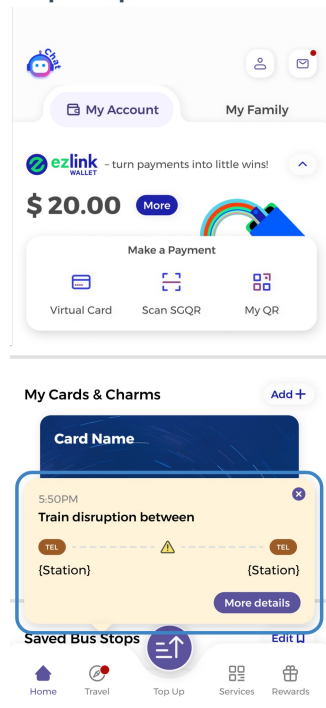 Chat
My Account
My Family
ezlink
WALLET
– turn payments into little wins!
$ 20.00
More
Make a Payment
Virtual Card
Scan SGQR
My QR
My Cards & Charms
Add +
Card Name
5:50PM
Train disruption between
TEL
TEL
{Station}
{Station}
More details
Saved Bus Stops
Edit
Home
Travel
Top Up
Services
Rewards